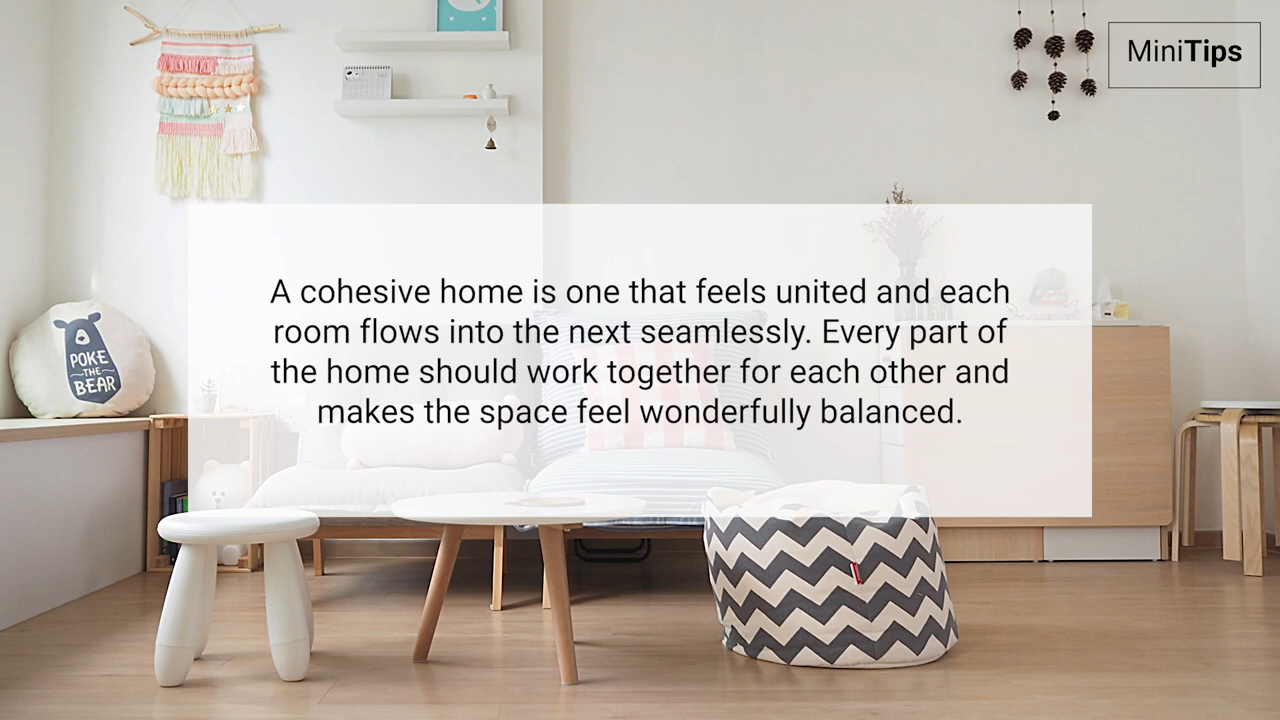 MiniTips
A cohesive home is one that feels united and each
room flows into the next seamlessly. Every part of
the home should work together for each other and
makes the space feel wonderfully balanced.
POKE
THE
BEAR